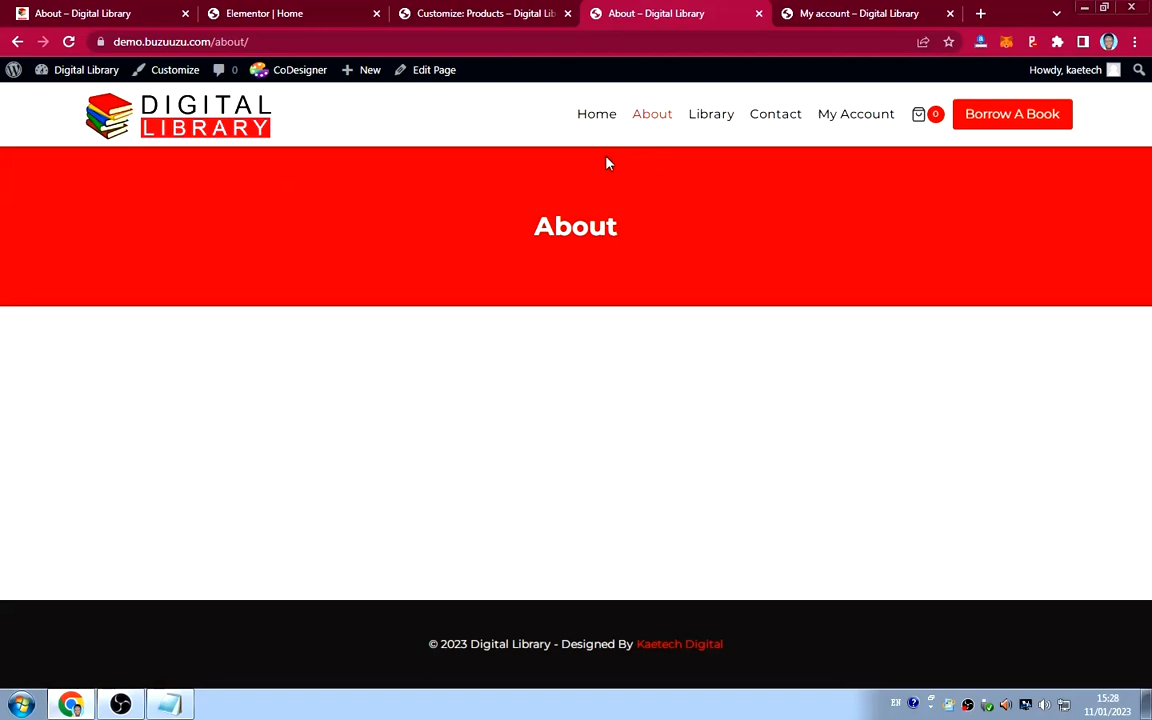 About – Digital Library
Elementor | Home
Customize: Products – Digital Lib
About – Digital Library
My account – Digital Library
demo.buzuuzu.com/about/
Digital Library
Customize
0
CoDesigner
New
Edit Page
Howdy, kaetech
DIGITAL
LIBRARY
Home
About
Library
Contact
My Account
0
Borrow A Book
About
© 2023 Digital Library - Designed By Kaetech Digital
EN
15:28
11/01/2023